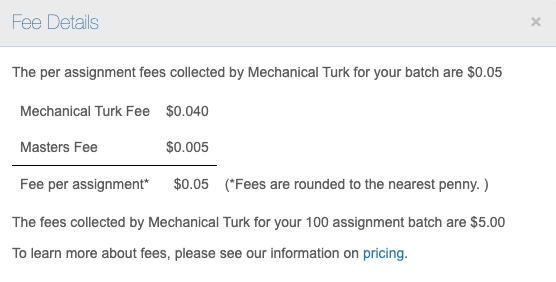 Fee Details ×
The per assignment fees collected by Mechanical Turk for your batch are $0.05
Mechanical Turk Fee $0.040
Masters Fee $0.005
Fee per assignment* $0.05 (*Fees are rounded to the nearest penny. )
The fees collected by Mechanical Turk for your 100 assignment batch are $5.00
To learn more about fees, please see our information on pricing.